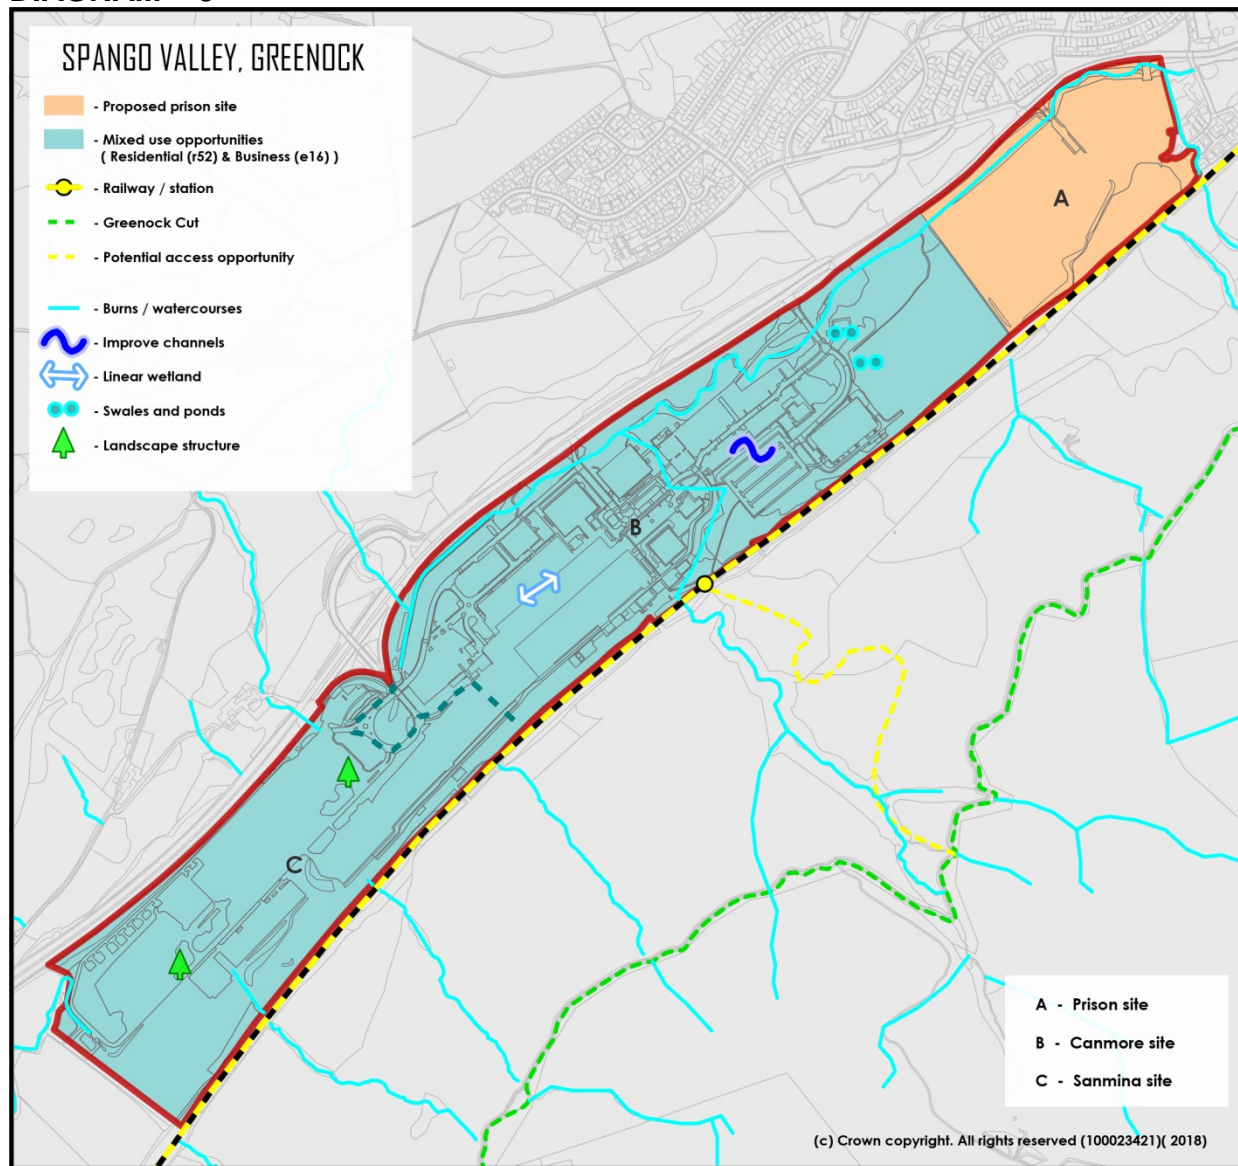 SPANGO VALLEY, GREENOCK
- Proposed prison site
- Mixed use opportunities
( Residential (r52) & Business (e16) )
- Railway / station
- Greenock Cut
- Potential access opportunity
- Burns / watercourses
- Improve channels
- Linear wetland
- Swales and ponds
- Landscape structure
A
B
C
A - Prison site
B - Canmore site
C - Sanmina site
(c) Crown copyright. All rights reserved (100023421)( 2018)